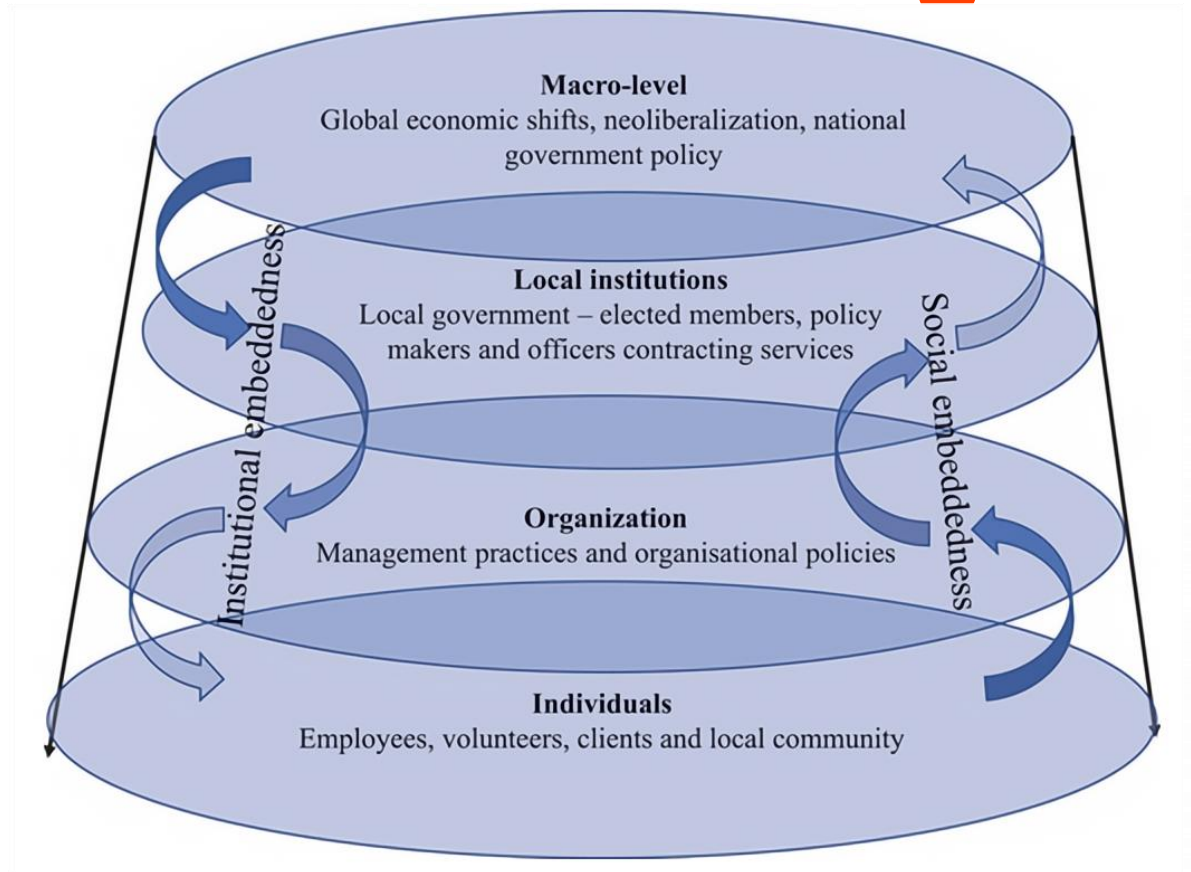 Macro-level
Global economic shifts, neoliberalization, national
government policy
Institutional embeddedness
Local institutions
Local government – elected members, policy
makers and officers contracting services
Social embeddedness
Organization
Management practices and organisational policies
Individuals
Employees, volunteers, clients and local community